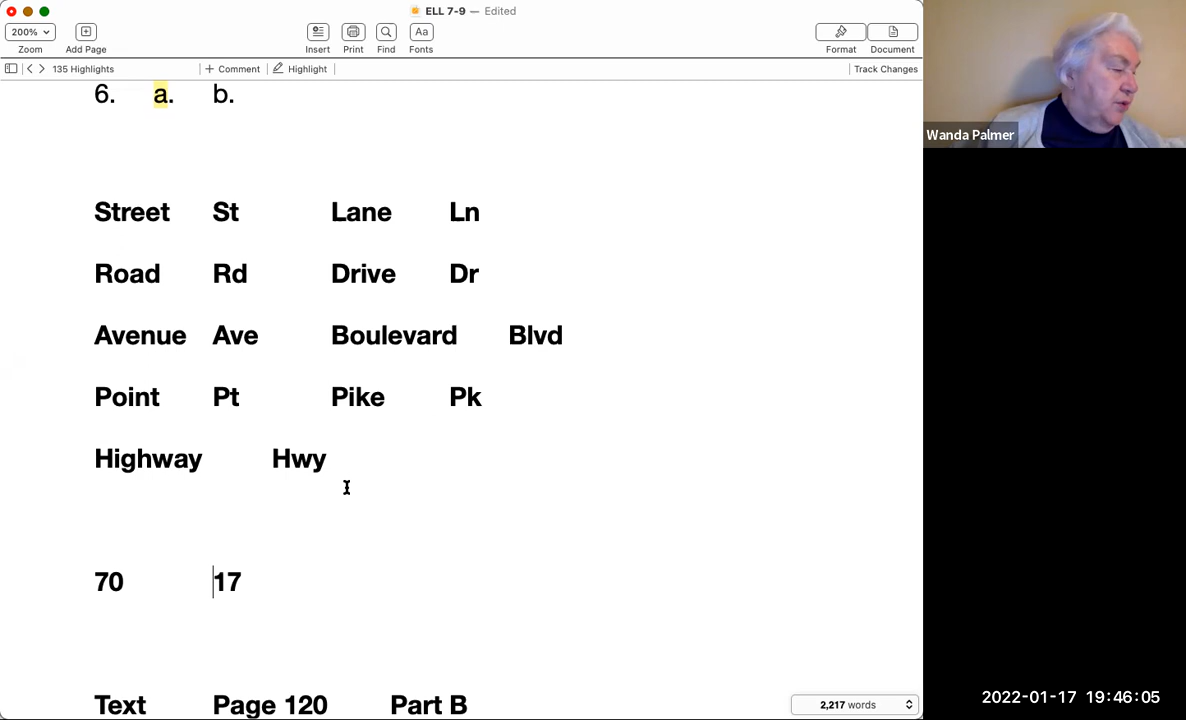 ELL 7-9 — Edited
200%
Zoom Add Page Insert Print Find Fonts Format Document
135 Highlights + Comment Highlight Track Changes
6. a. b.
Wanda Palmer
Street St Lane Ln
Road Rd Drive Dr
Avenue Ave Boulevard Blvd
Point Pt Pike Pk
Highway Hwy
70 17
Text Page 120 Part B
2,217 words
2022-01-17 19:46:05